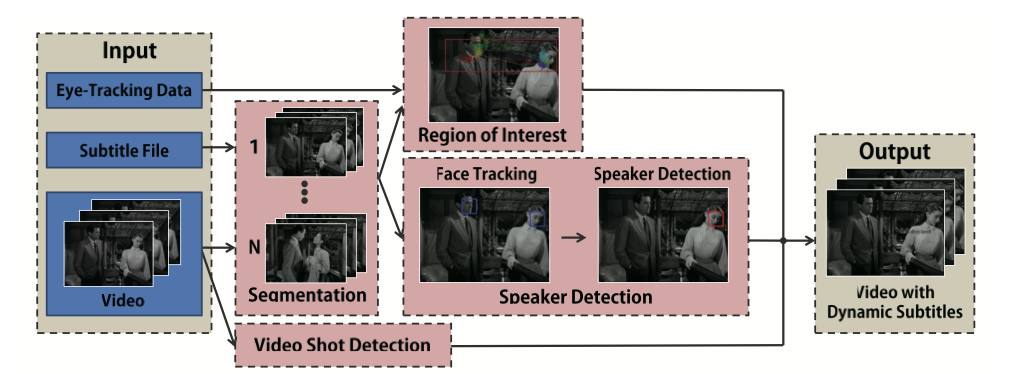 Input
Eye-Tracking Data
Subtitle File
Video
1
N
Segmentation
Video Shot Detection
Region of Interest
Face Tracking
Speaker Detection
Speaker Detection
Output
Video with
Dynamic Subtitles